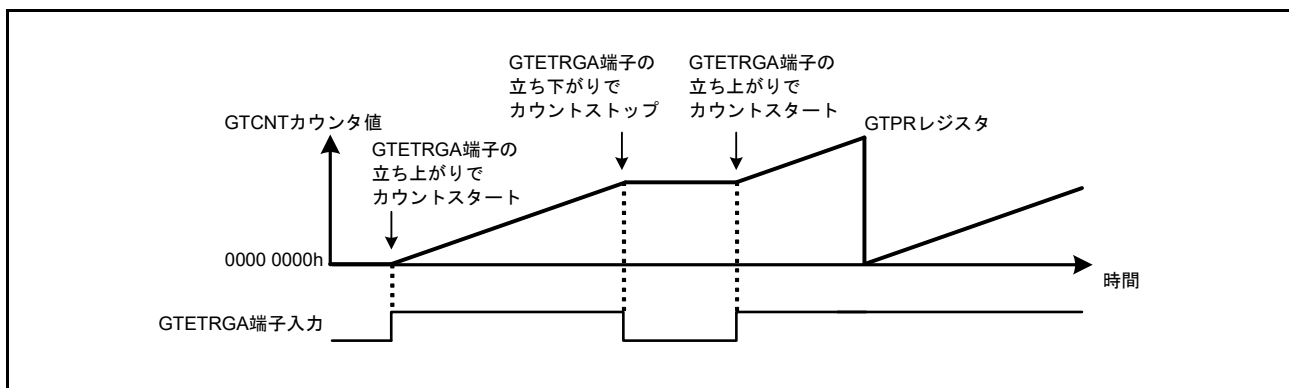 GTETRGA端子の
立ち下がりで
カウントストップ
GTETRGA端子の
立ち上がりで
カウントスタート
GTCNTカウンタ値
GTPRレジスタ
GTETRGA端子の
立ち上がりで
カウントスタート
0000 0000h
時間
GTETRGA端子入力